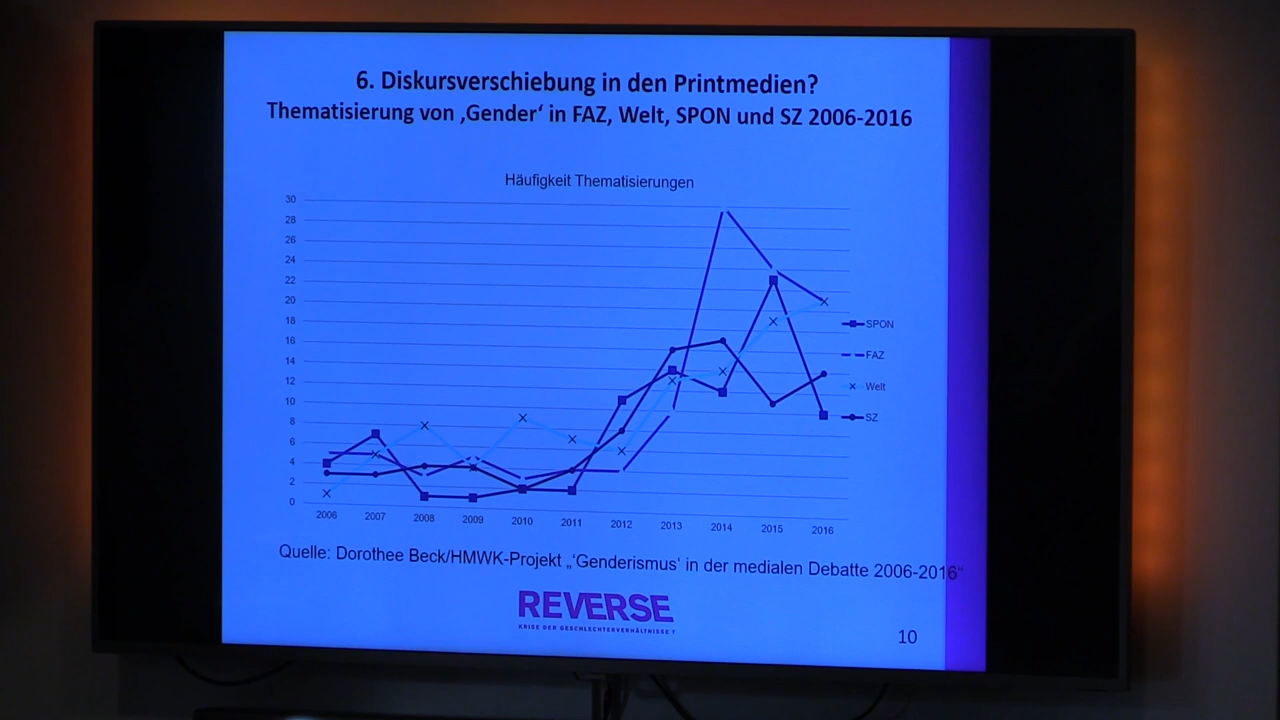 6. Diskursverschiebung in den Printmedien?
Thematisierung von ‚Gender‘ in FAZ, Welt, SPON und SZ 2006-2016
Häufigkeit Thematisierungen
30
28
26
24
22
20
18
16
14
12
10
8
6
4
2
0
2006 2007 2008 2009 2010 2011 2012 2013 2014 2015 2016
SPON
FAZ
Welt
SZ
Quelle: Dorothee Beck/HMWK-Projekt „‘Genderismus‘ in der medialen Debatte 2006-2016“
REVERSE
KRISE DER GESCHLECHTERVERHÄLTNISSE?
10